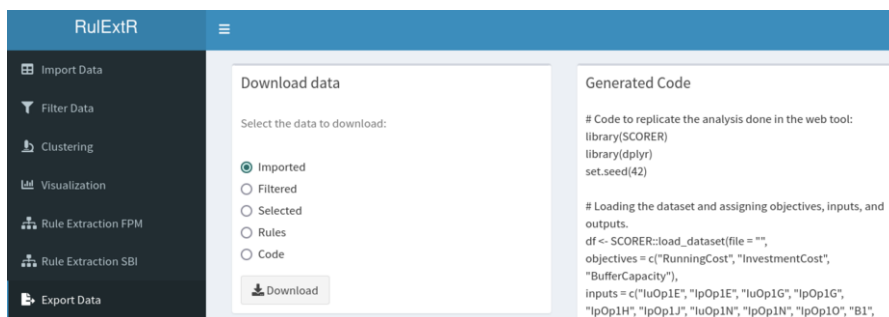 RulExtR
Import Data
Filter Data
Clustering
Visualization
Rule Extraction FPM
Rule Extraction SBI
Export Data
Download data
Select the data to download:
Imported
Filtered
Selected
Rules
Code
Download
Generated Code
# Code to replicate the analysis done in the web tool:
library(SCORER)
library(dplyr)
set.seed(42)
# Loading the dataset and assigning objectives, inputs, and
outputs.
df <- SCORER::load_dataset(file = "",
objectives = c("RunningCost", "InvestmentCost",
"BufferCapacity"),
inputs = c("IuOp1E", "IpOp1E", "IuOp1G", "IpOp1G",
"IpOp1H", "IpOp1J", "IuOp1N", "IpOp1N", "IpOp1O", "B1",